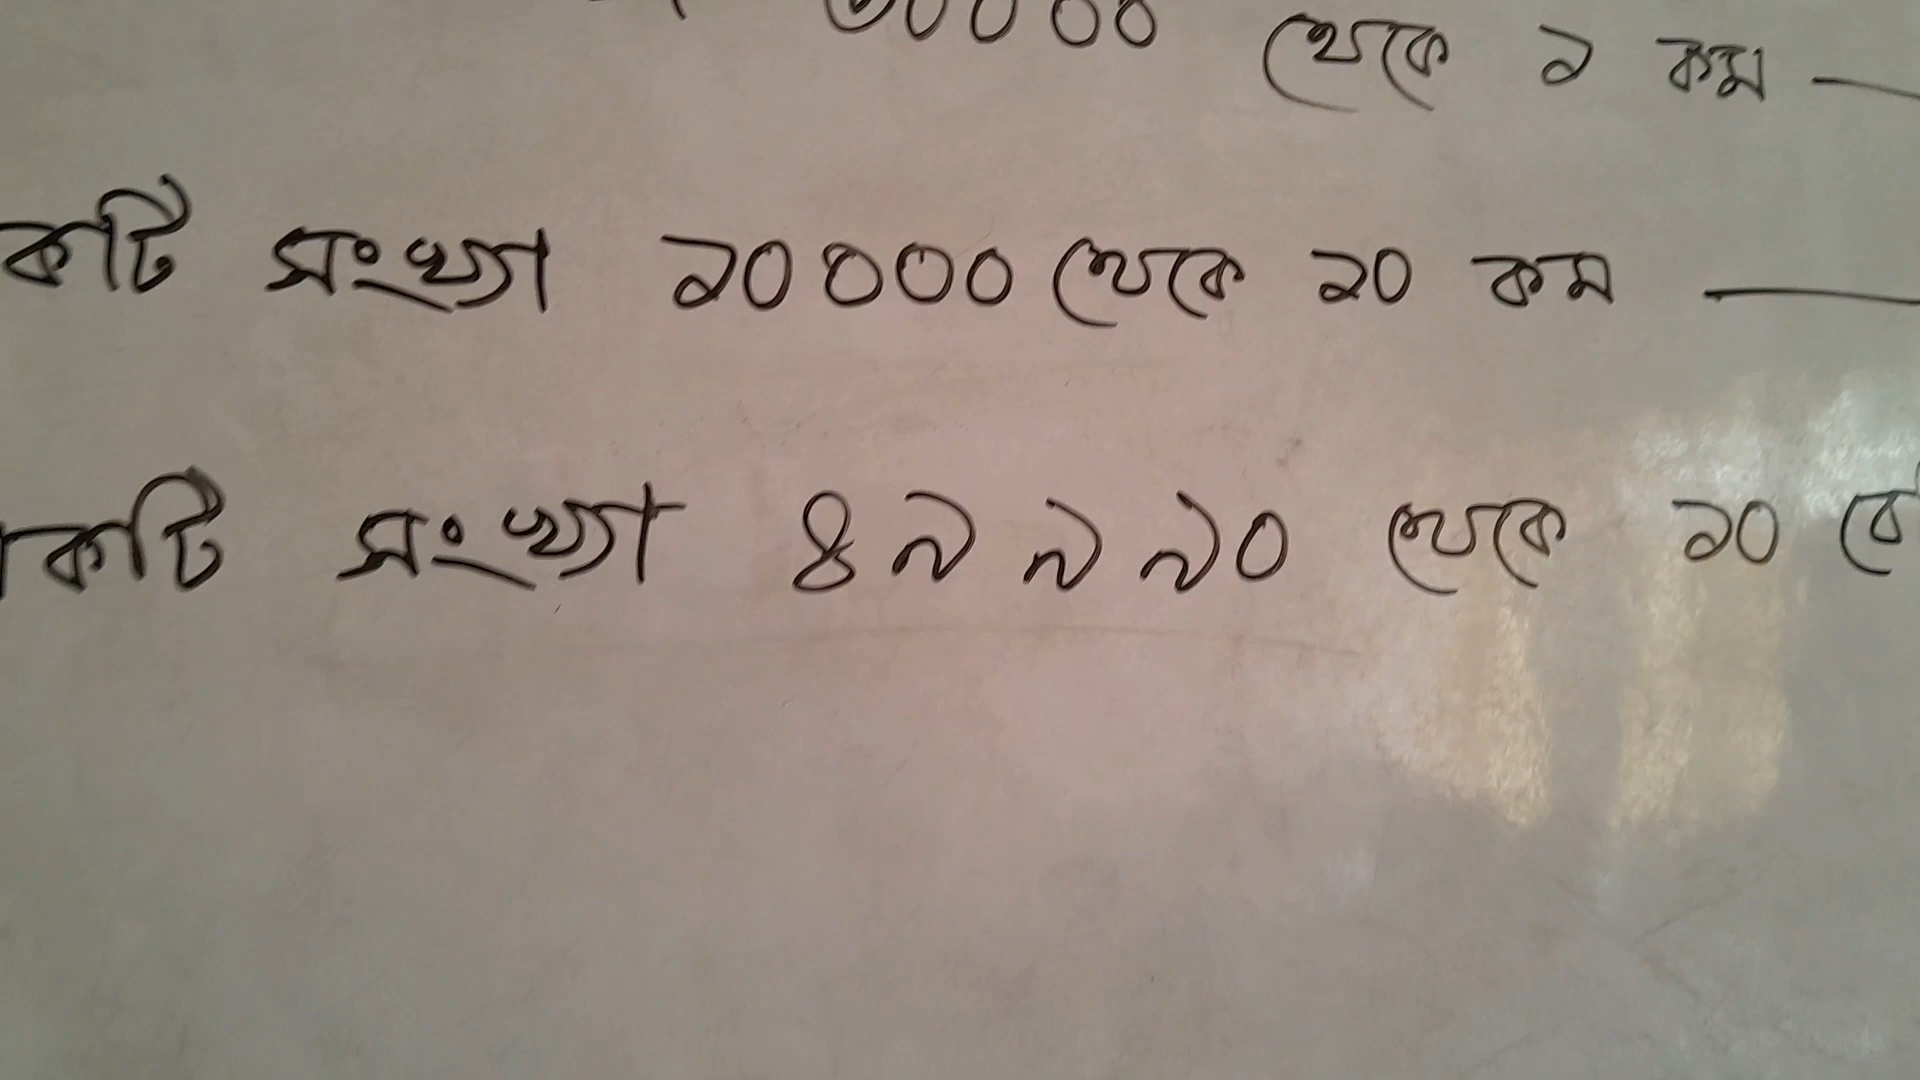 থেকে ১ কম —
কটি সংখ্যা ১০০০০ থেকে ১০ কম —
কটি সংখ্যা ৪৯৯৯০ থেকে ১০ বে